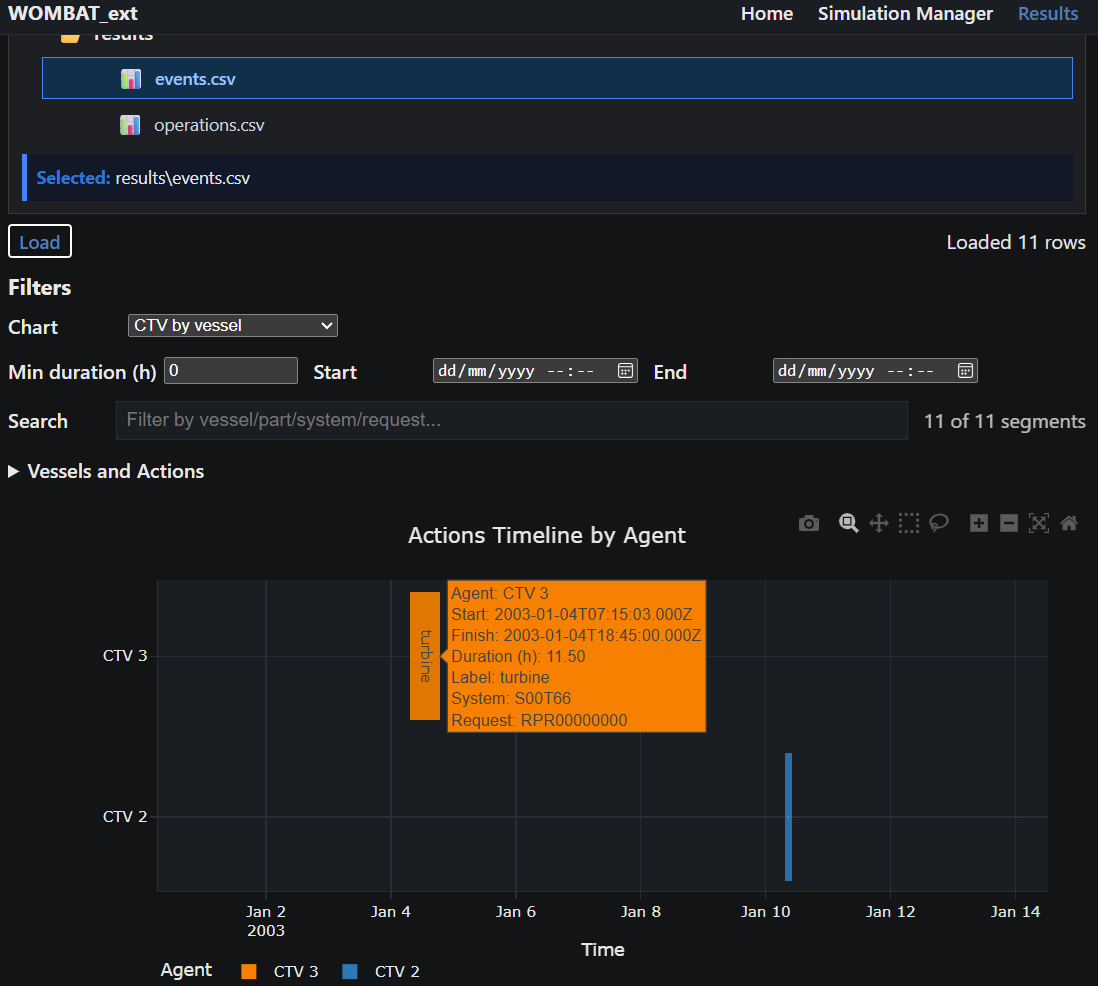 WOMBAT_ext Home Simulation Manager Results
results
events.csv
operations.csv
Selected: results\events.csv
Load Loaded 11 rows
Filters
Chart CTV by vessel
Min duration (h) 0 Start dd/mm/yyyy --:-- End dd/mm/yyyy --:--
Search Filter by vessel/part/system/request... 11 of 11 segments
Vessels and Actions
Actions Timeline by Agent
turbine
Agent: CTV 3
Start: 2003-01-04T07:15:03.000Z
Finish: 2003-01-04T18:45:00.000Z
Duration (h): 11.50
Label: turbine
System: S00T66
Request: RPR00000000
CTV 3
CTV 2
Jan 2 Jan 4 Jan 6 Jan 8 Jan 10 Jan 12 Jan 14
2003
Time
Agent CTV 3 CTV 2